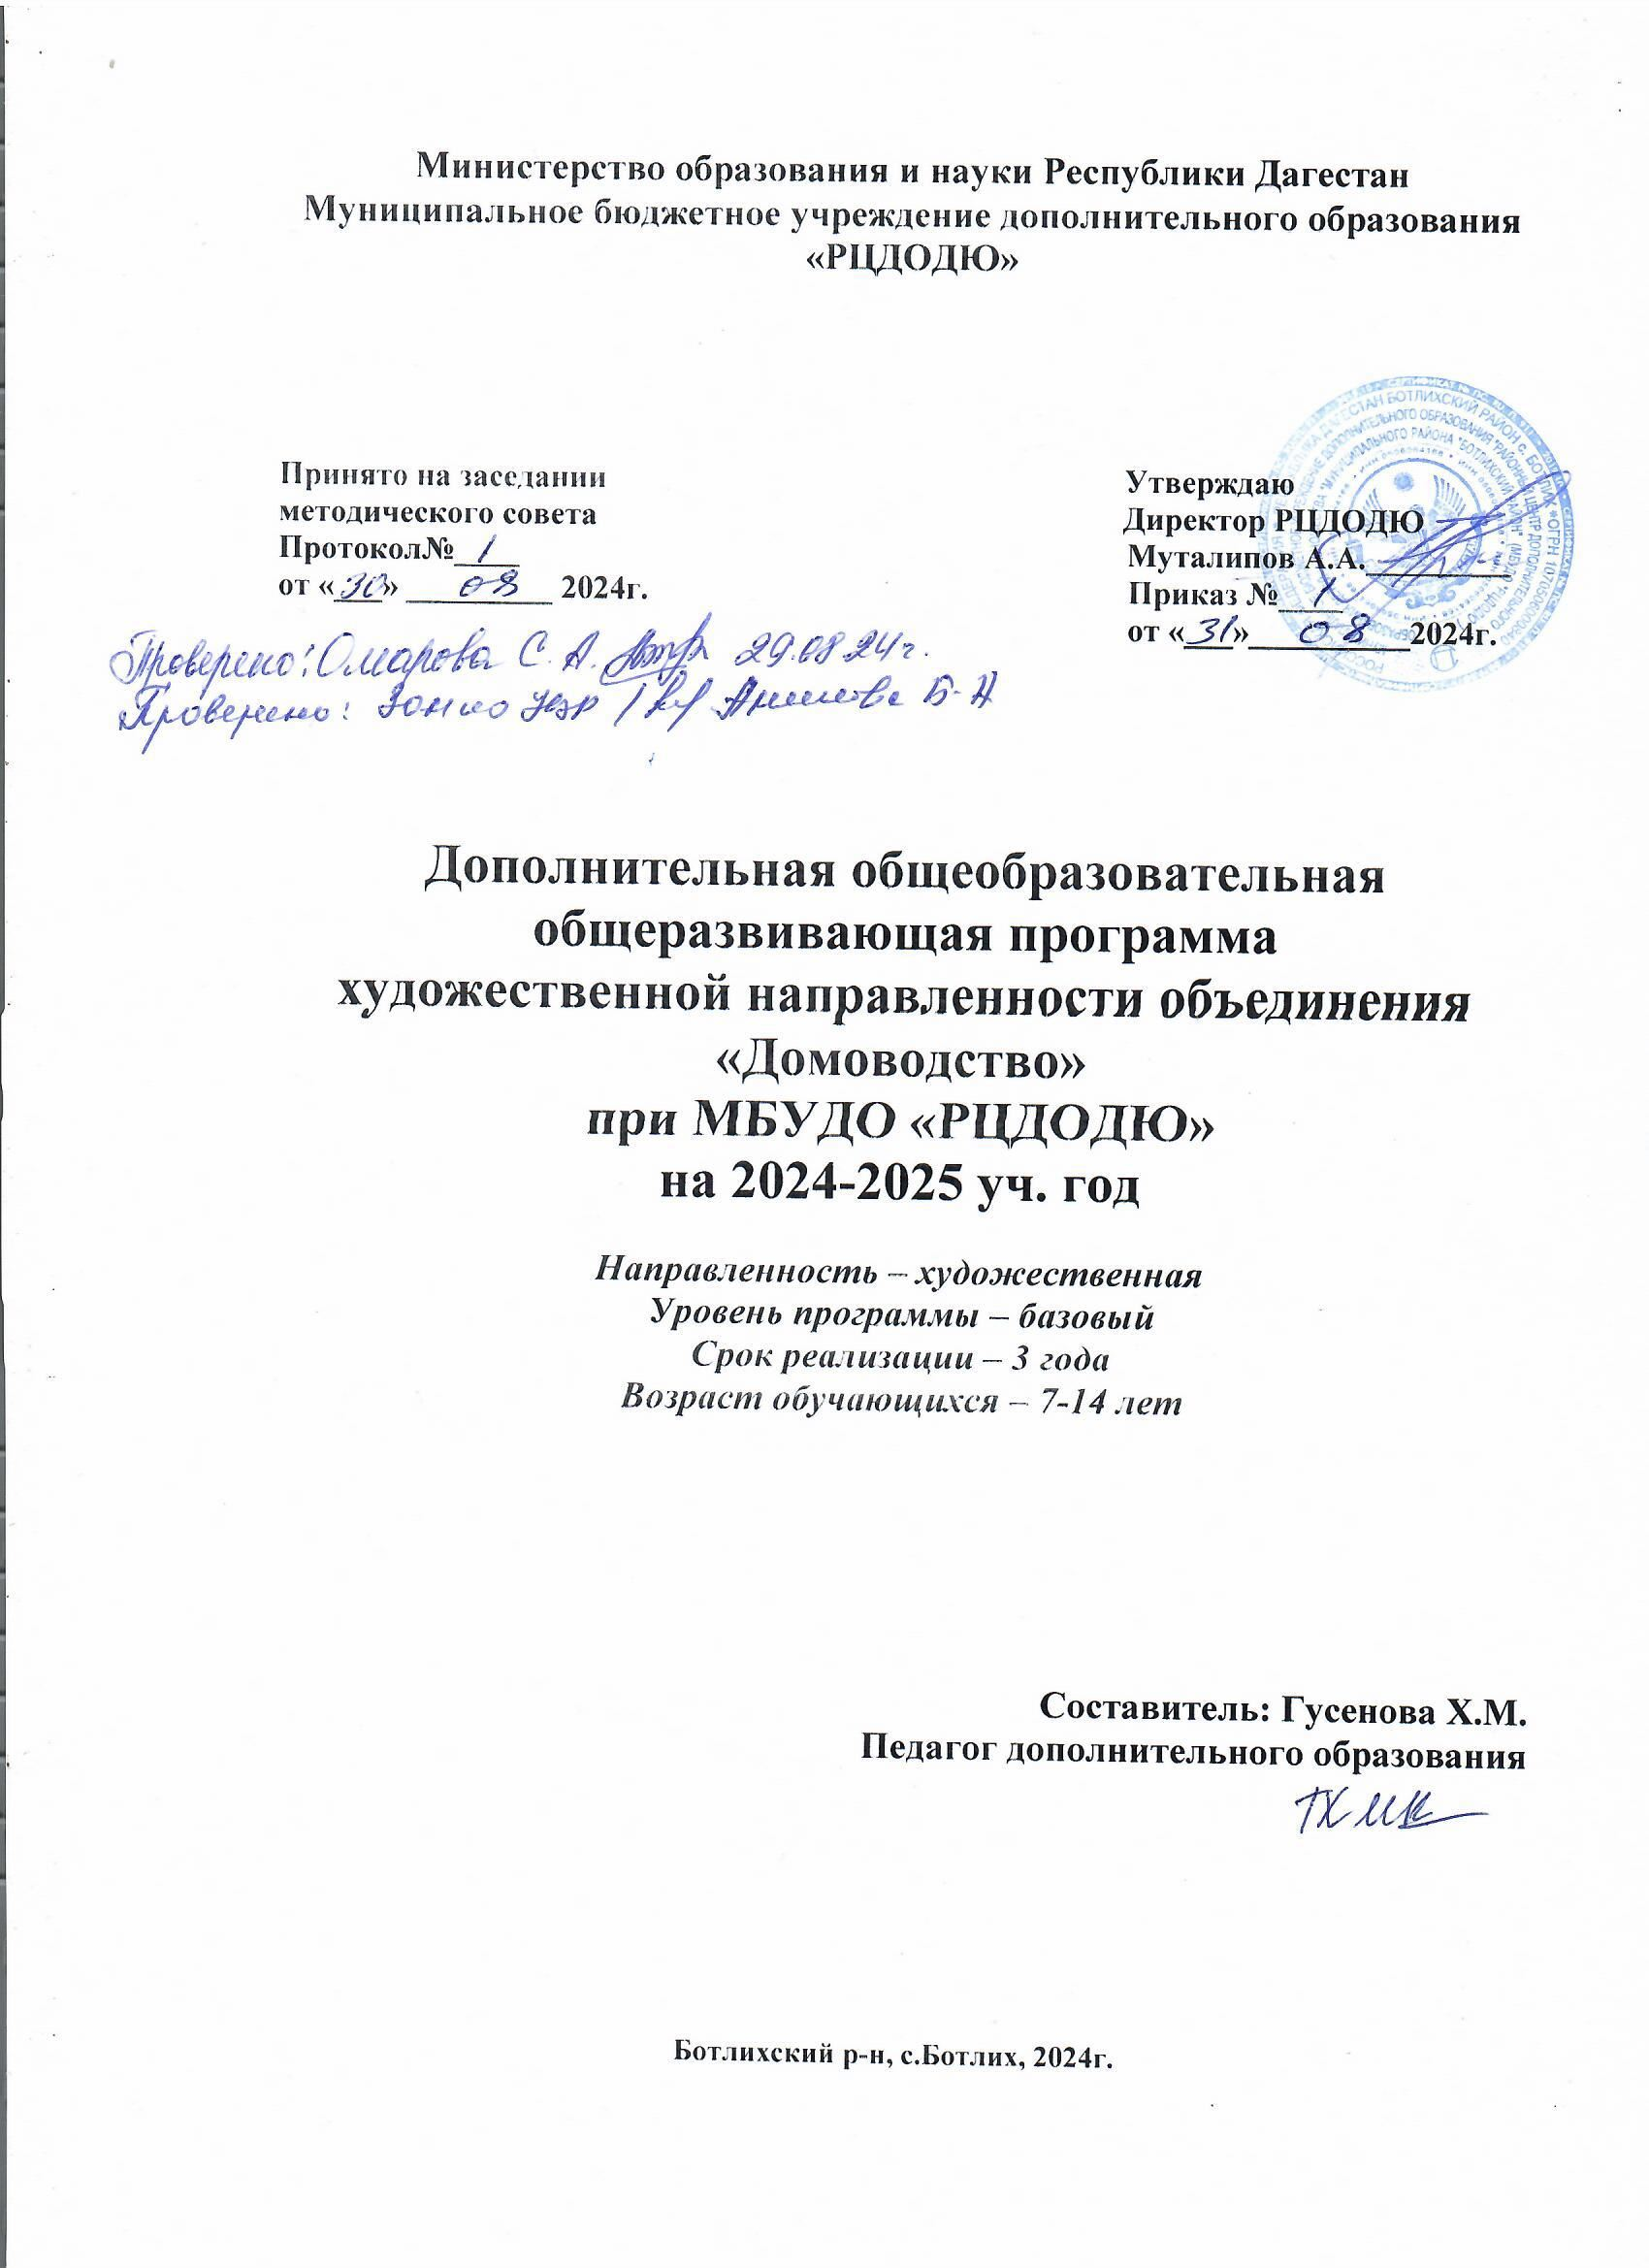 Министерство образования и науки Республики Дагестан
Муниципальное бюджетное учреждение дополнительного образования
«РЦДОДЮ»
Принято на заседании
методического совета
Протокол№ 1
от «30» 08 2024г.
Утверждаю
Директор РЦДОДЮ
Муталипов А.А.
Приказ № 1
от «31» 08 2024г.
Проверено: Омарова С. А. 29.08.24г.
Проверено: Зам по Б. Н
Дополнительная общеобразовательная
общеразвивающая программа
художественной направленности объединения
«Домоводство»
при МБУДО «РЦДОДЮ»
на 2024-2025 уч. год
Направленность – художественная
Уровень программы – базовый
Срок реализации – 3 года
Возраст обучающихся – 7-14 лет
Составитель: Гусенова Х.М.
Педагог дополнительного образования
Ботлихский р-н, с.Ботлих, 2024г.